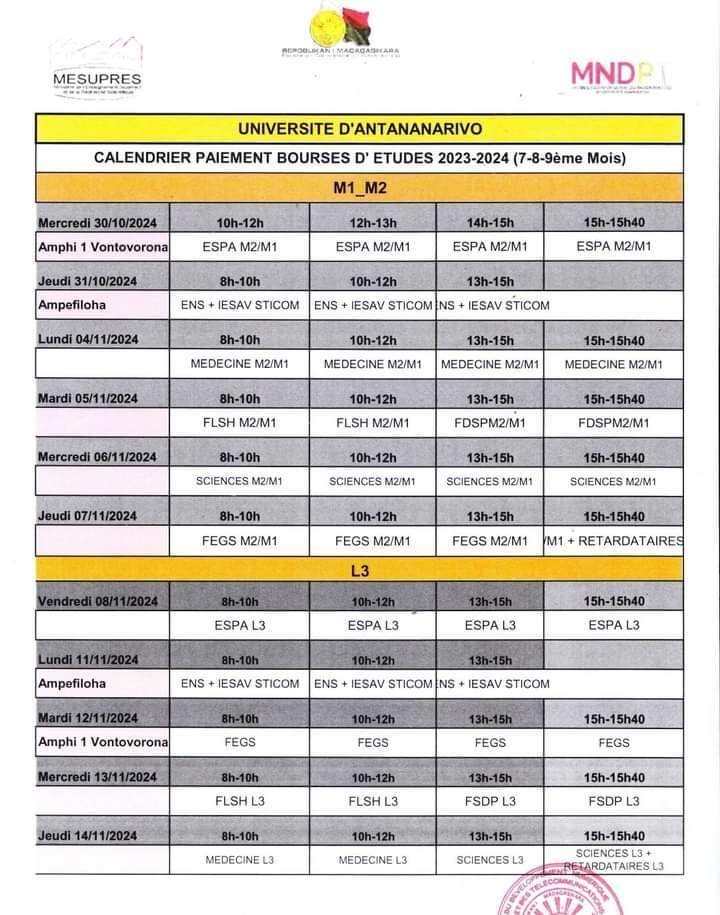 MESUPRES
REPOBLIKAN'I MADAGASIKARA
MNDPT
UNIVERSITE D'ANTANANARIVO
CALENDRIER PAIEMENT BOURSES D' ETUDES 2023-2024 (7-8-9ème Mois)
M1_M2
Mercredi 30/10/2024 10h-12h 12h-13h 14h-15h 15h-15h40
Amphi 1 Vontovorona ESPA M2/M1 ESPA M2/M1 ESPA M2/M1 ESPA M2/M1
Jeudi 31/10/2024 8h-10h 10h-12h 13h-15h
Ampefiloha ENS + IESAV STICOM ENS + IESAV STICOM ENS + IESAV STICOM
Lundi 04/11/2024 8h-10h 10h-12h 13h-15h 15h-15h40
MEDECINE M2/M1 MEDECINE M2/M1 MEDECINE M2/M1 MEDECINE M2/M1
Mardi 05/11/2024 8h-10h 10h-12h 13h-15h 15h-15h40
FLSH M2/M1 FLSH M2/M1 FDSPM2/M1 FDSPM2/M1
Mercredi 06/11/2024 8h-10h 10h-12h 13h-15h 15h-15h40
SCIENCES M2/M1 SCIENCES M2/M1 SCIENCES M2/M1 SCIENCES M2/M1
Jeudi 07/11/2024 8h-10h 10h-12h 13h-15h 15h-15h40
FEGS M2/M1 FEGS M2/M1 FEGS M2/M1 /M1 + RETARDATAIRES
L3
Vendredi 08/11/2024 8h-10h 10h-12h 13h-15h 15h-15h40
ESPA L3 ESPA L3 ESPA L3 ESPA L3
Lundi 11/11/2024 8h-10h 10h-12h 13h-15h
Ampefiloha ENS + IESAV STICOM ENS + IESAV STICOM ENS + IESAV STICOM
Mardi 12/11/2024 8h-10h 10h-12h 13h-15h 15h-15h40
Amphi 1 Vontovorona FEGS FEGS FEGS FEGS
Mercredi 13/11/2024 8h-10h 10h-12h 13h-15h 15h-15h40
FLSH L3 FLSH L3 FSDP L3 FSDP L3
Jeudi 14/11/2024 8h-10h 10h-12h 13h-15h 15h-15h40
MEDECINE L3 MEDECINE L3 SCIENCES L3 SCIENCES L3 +
RETARDATAIRES L3
DU DEVELOPPEMENT NUMERIQUE
ET DES TELECOMMUNICATIONS